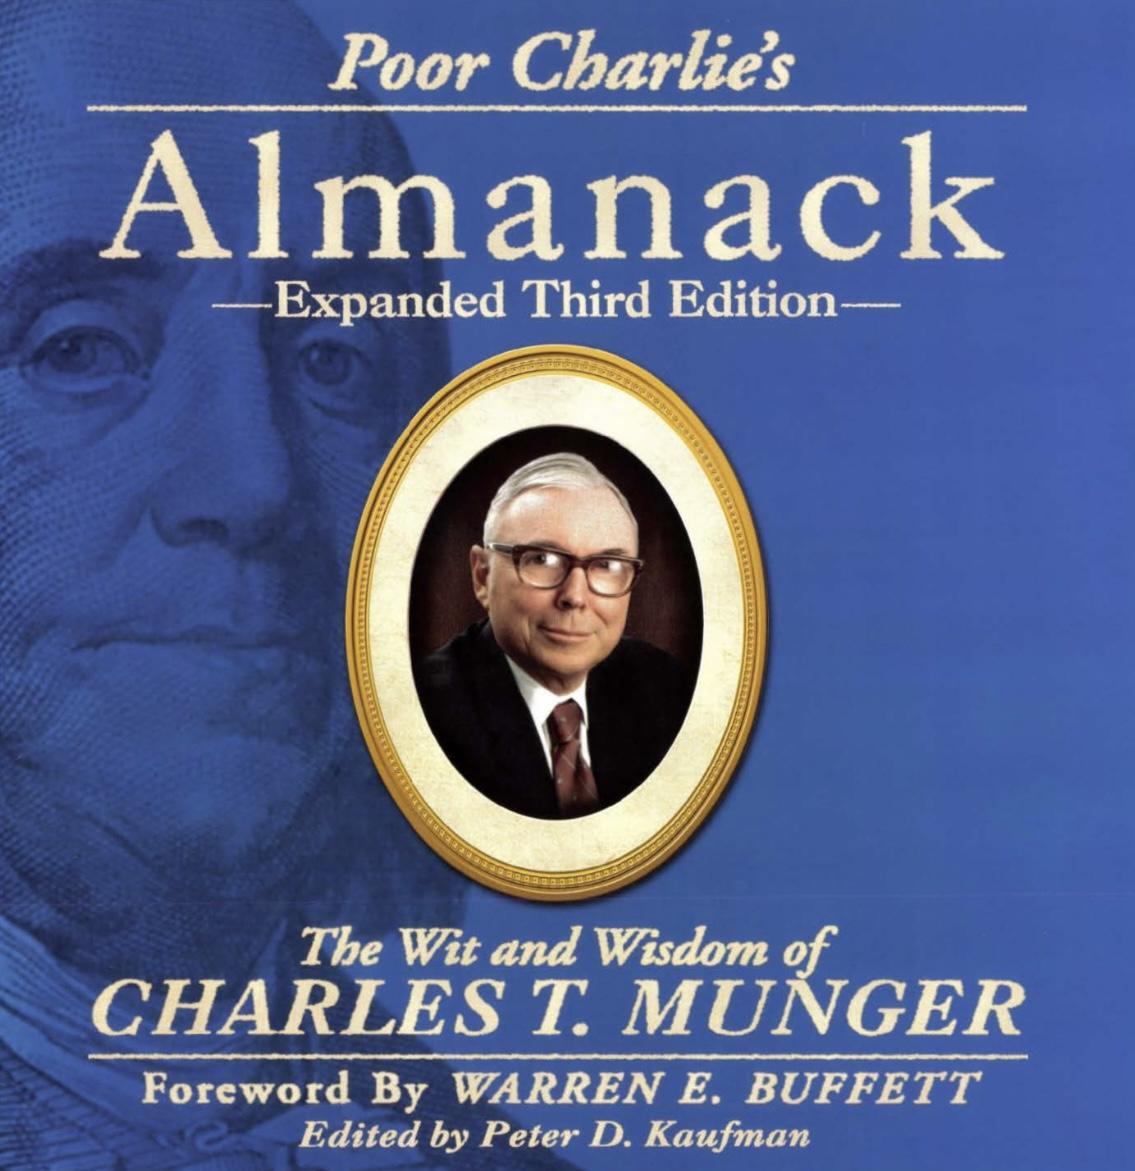 Poor Charlie's
Almanack
—Expanded Third Edition—
The Wit and Wisdom of
CHARLES T. MUNGER
Foreword By WARREN E. BUFFETT
Edited by Peter D. Kaufman